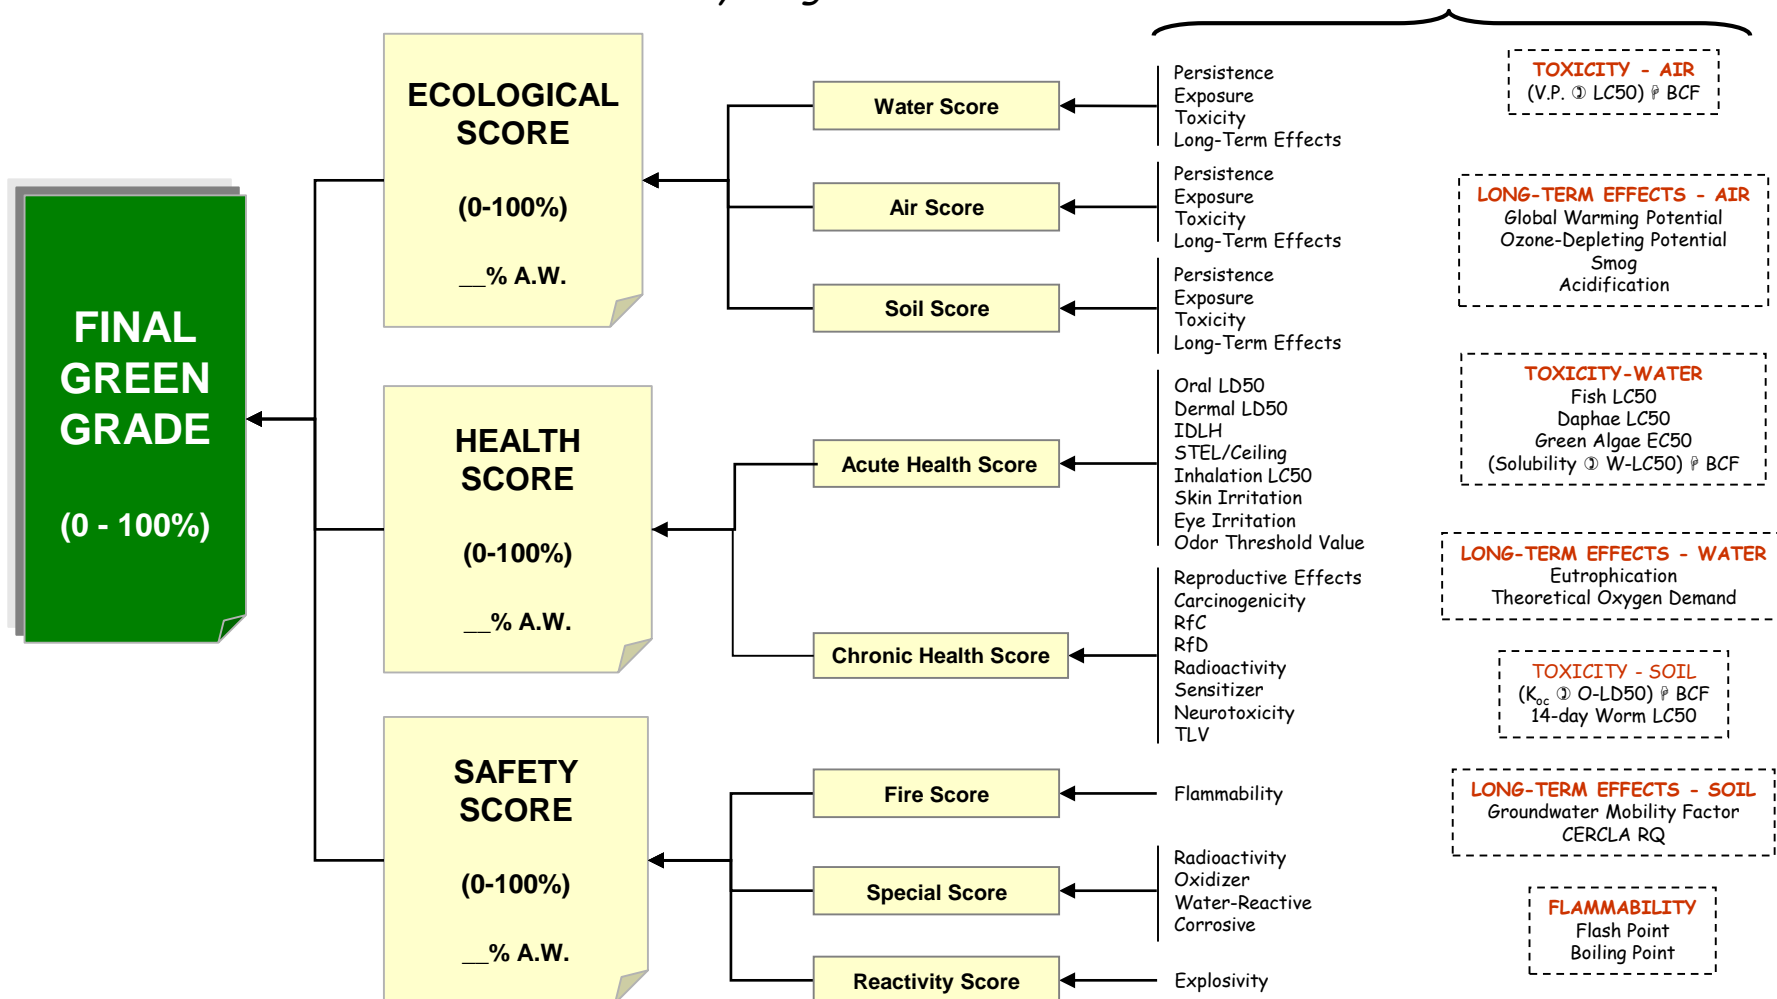 FINAL
GREEN
GRADE
(0 - 100%)
ECOLOGICAL
SCORE
(0-100%)
__% A.W.
HEALTH
SCORE
(0-100%)
__% A.W.
SAFETY
SCORE
(0-100%)
__% A.W.
Water Score
Air Score
Soil Score
Acute Health Score
Chronic Health Score
Fire Score
Special Score
Reactivity Score
Persistence
Exposure
Toxicity
Long-Term Effects
Persistence
Exposure
Toxicity
Long-Term Effects
Persistence
Exposure
Toxicity
Long-Term Effects
Oral LD50
Dermal LD50
IDLH
STEL/Ceiling
Inhalation LC50
Skin Irritation
Eye Irritation
Odor Threshold Value
Reproductive Effects
Carcinogenicity
RfC
RfD
Radioactivity
Sensitizer
Neurotoxicity
TLV
Flammability
Radioactivity
Oxidizer
Water-Reactive
Corrosive
Explosivity
TOXICITY - AIR
(V.P. LC50) BCF
LONG-TERM EFFECTS - AIR
Global Warming Potential
Ozone-Depleting Potential
Smog
Acidification
TOXICITY-WATER
Fish LC50
Daphae LC50
Green Algae EC50
(Solubility W-LC50) BCF
LONG-TERM EFFECTS - WATER
Eutrophication
Theoretical Oxygen Demand
TOXICITY - SOIL
(Koc O-LD50) BCF
14-day Worm LC50
LONG-TERM EFFECTS - SOIL
Groundwater Mobility Factor
CERCLA RQ
FLAMMABILITY
Flash Point
Boiling Point